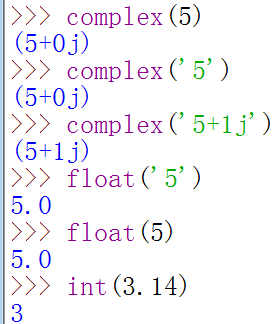 >>> complex(5)
(5+0j)
>>> complex('5')
(5+0j)
>>> complex('5+1j')
(5+1j)
>>> float('5')
5.0
>>> float(5)
5.0
>>> int(3.14)
3